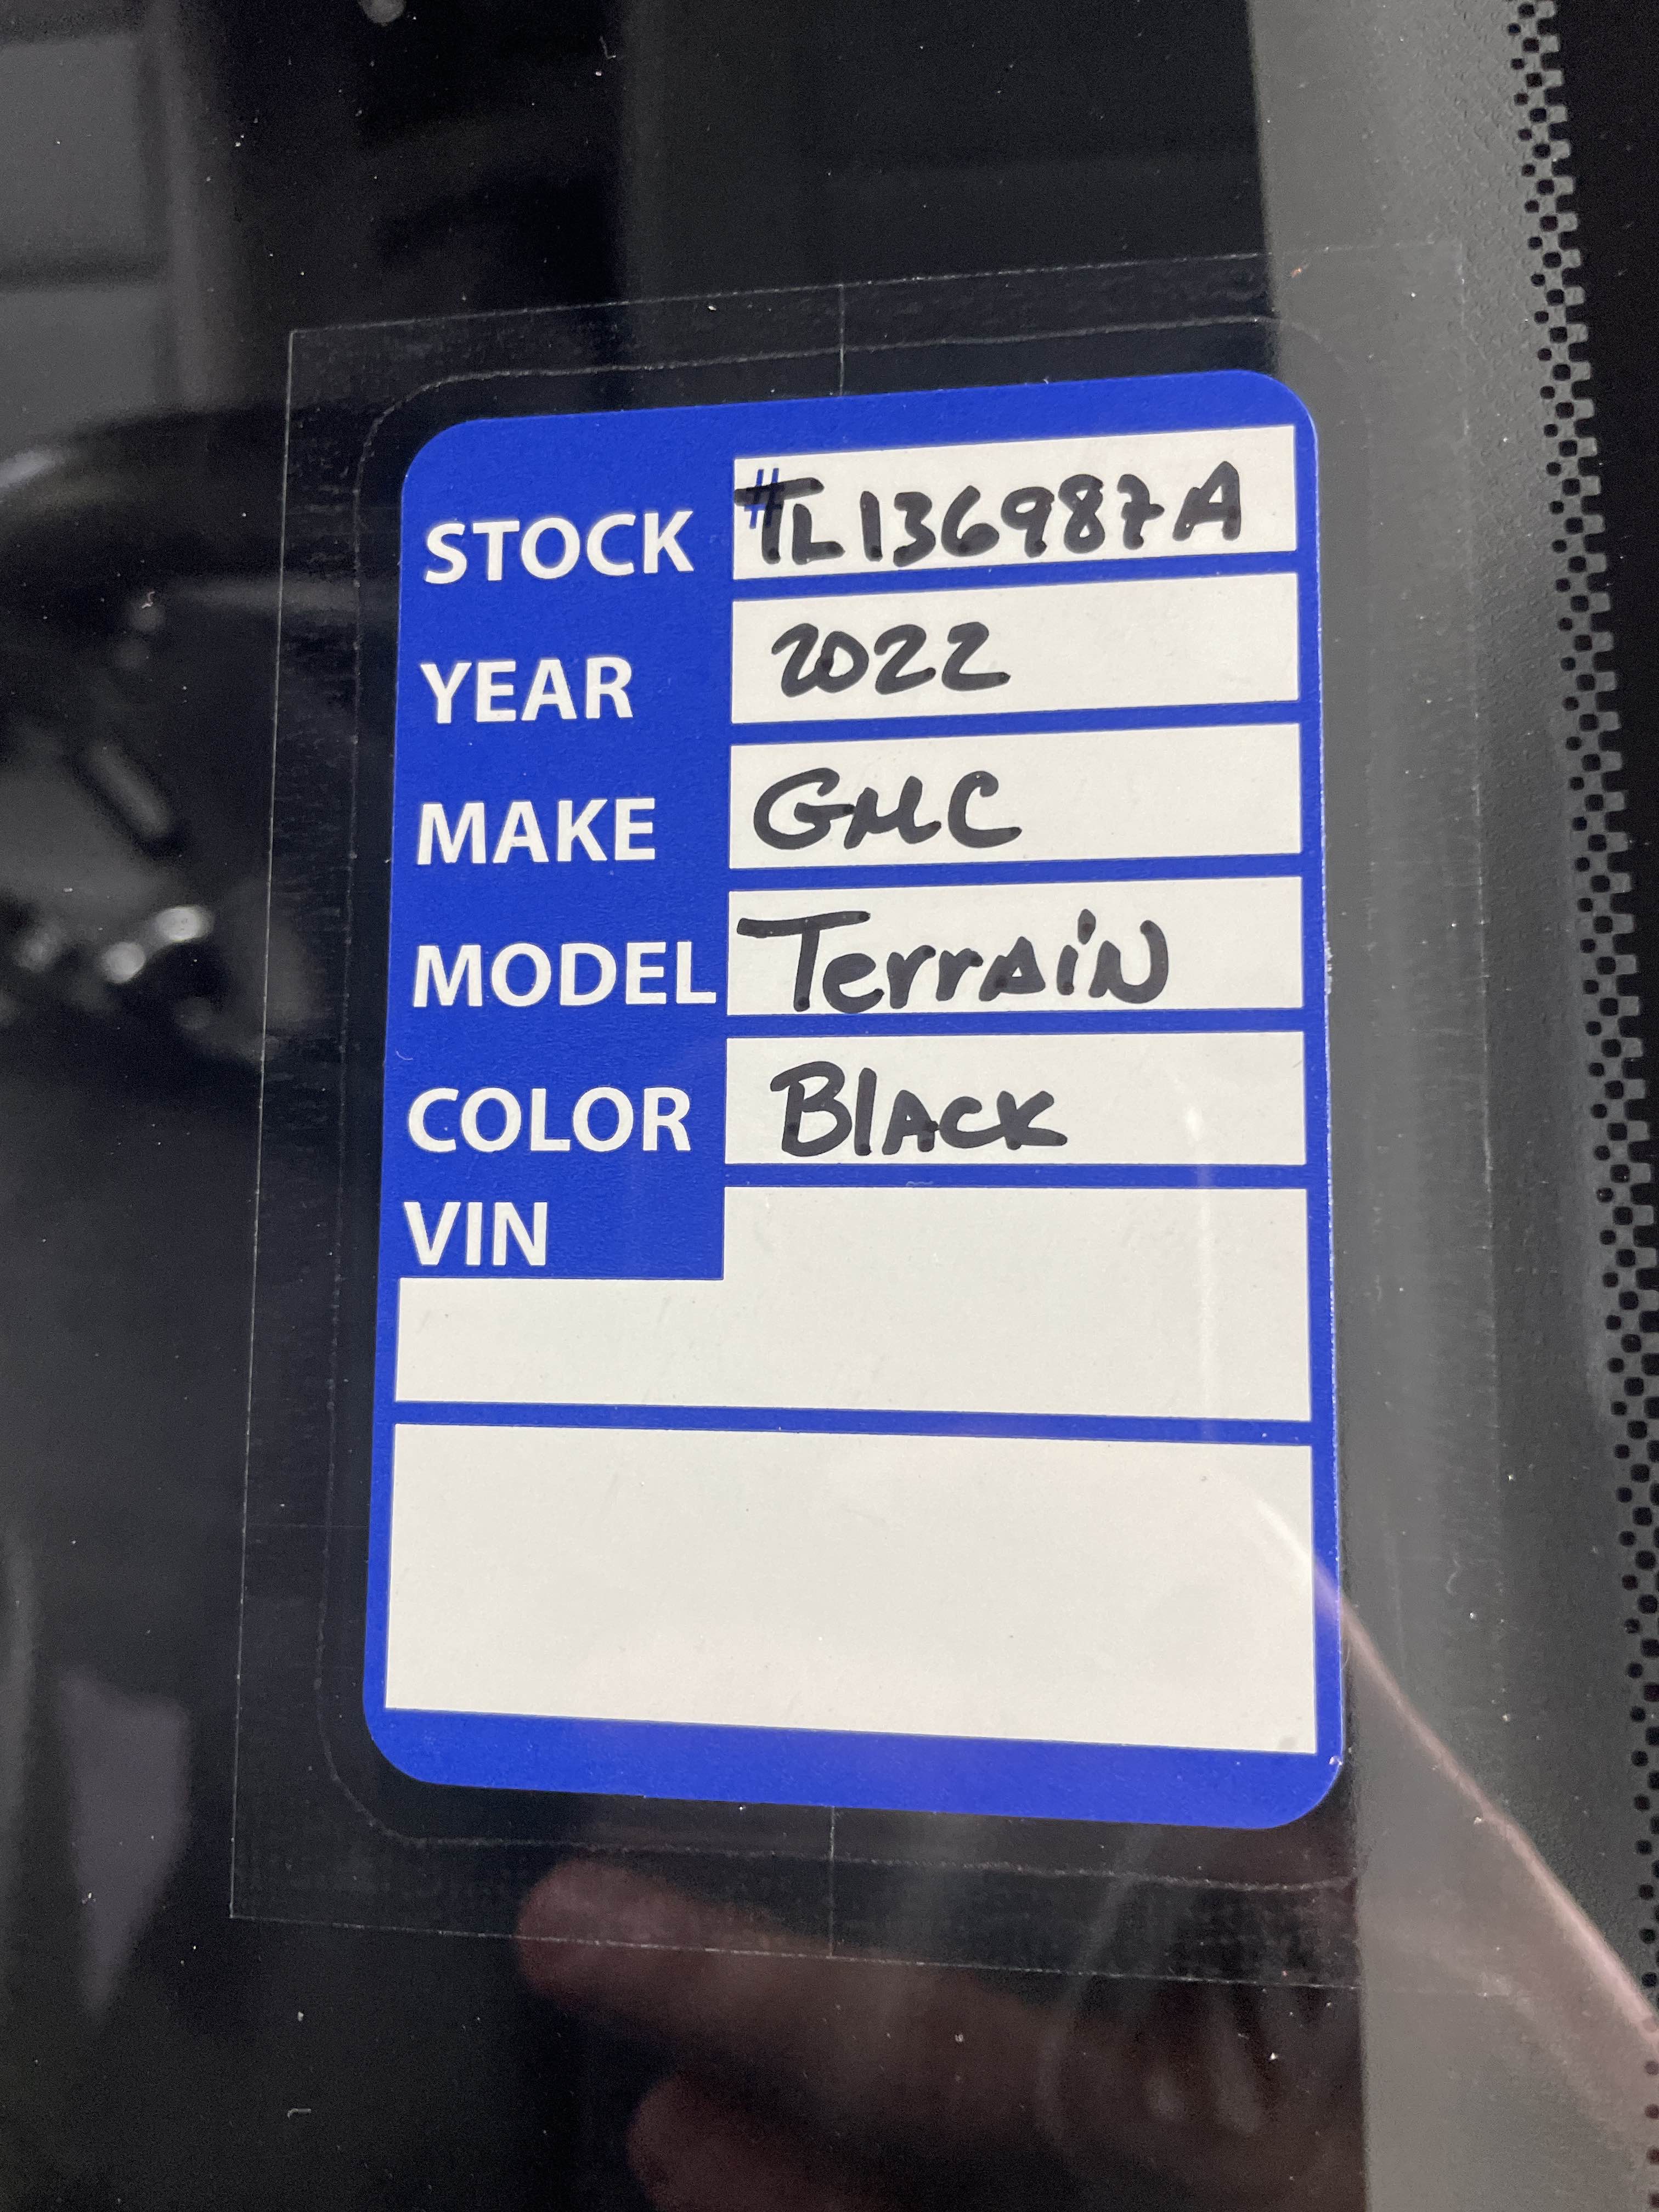 STOCK #TL136987A
YEAR 2022
MAKE GMC
MODEL TerrAiN
COLOR BlAcK
VIN